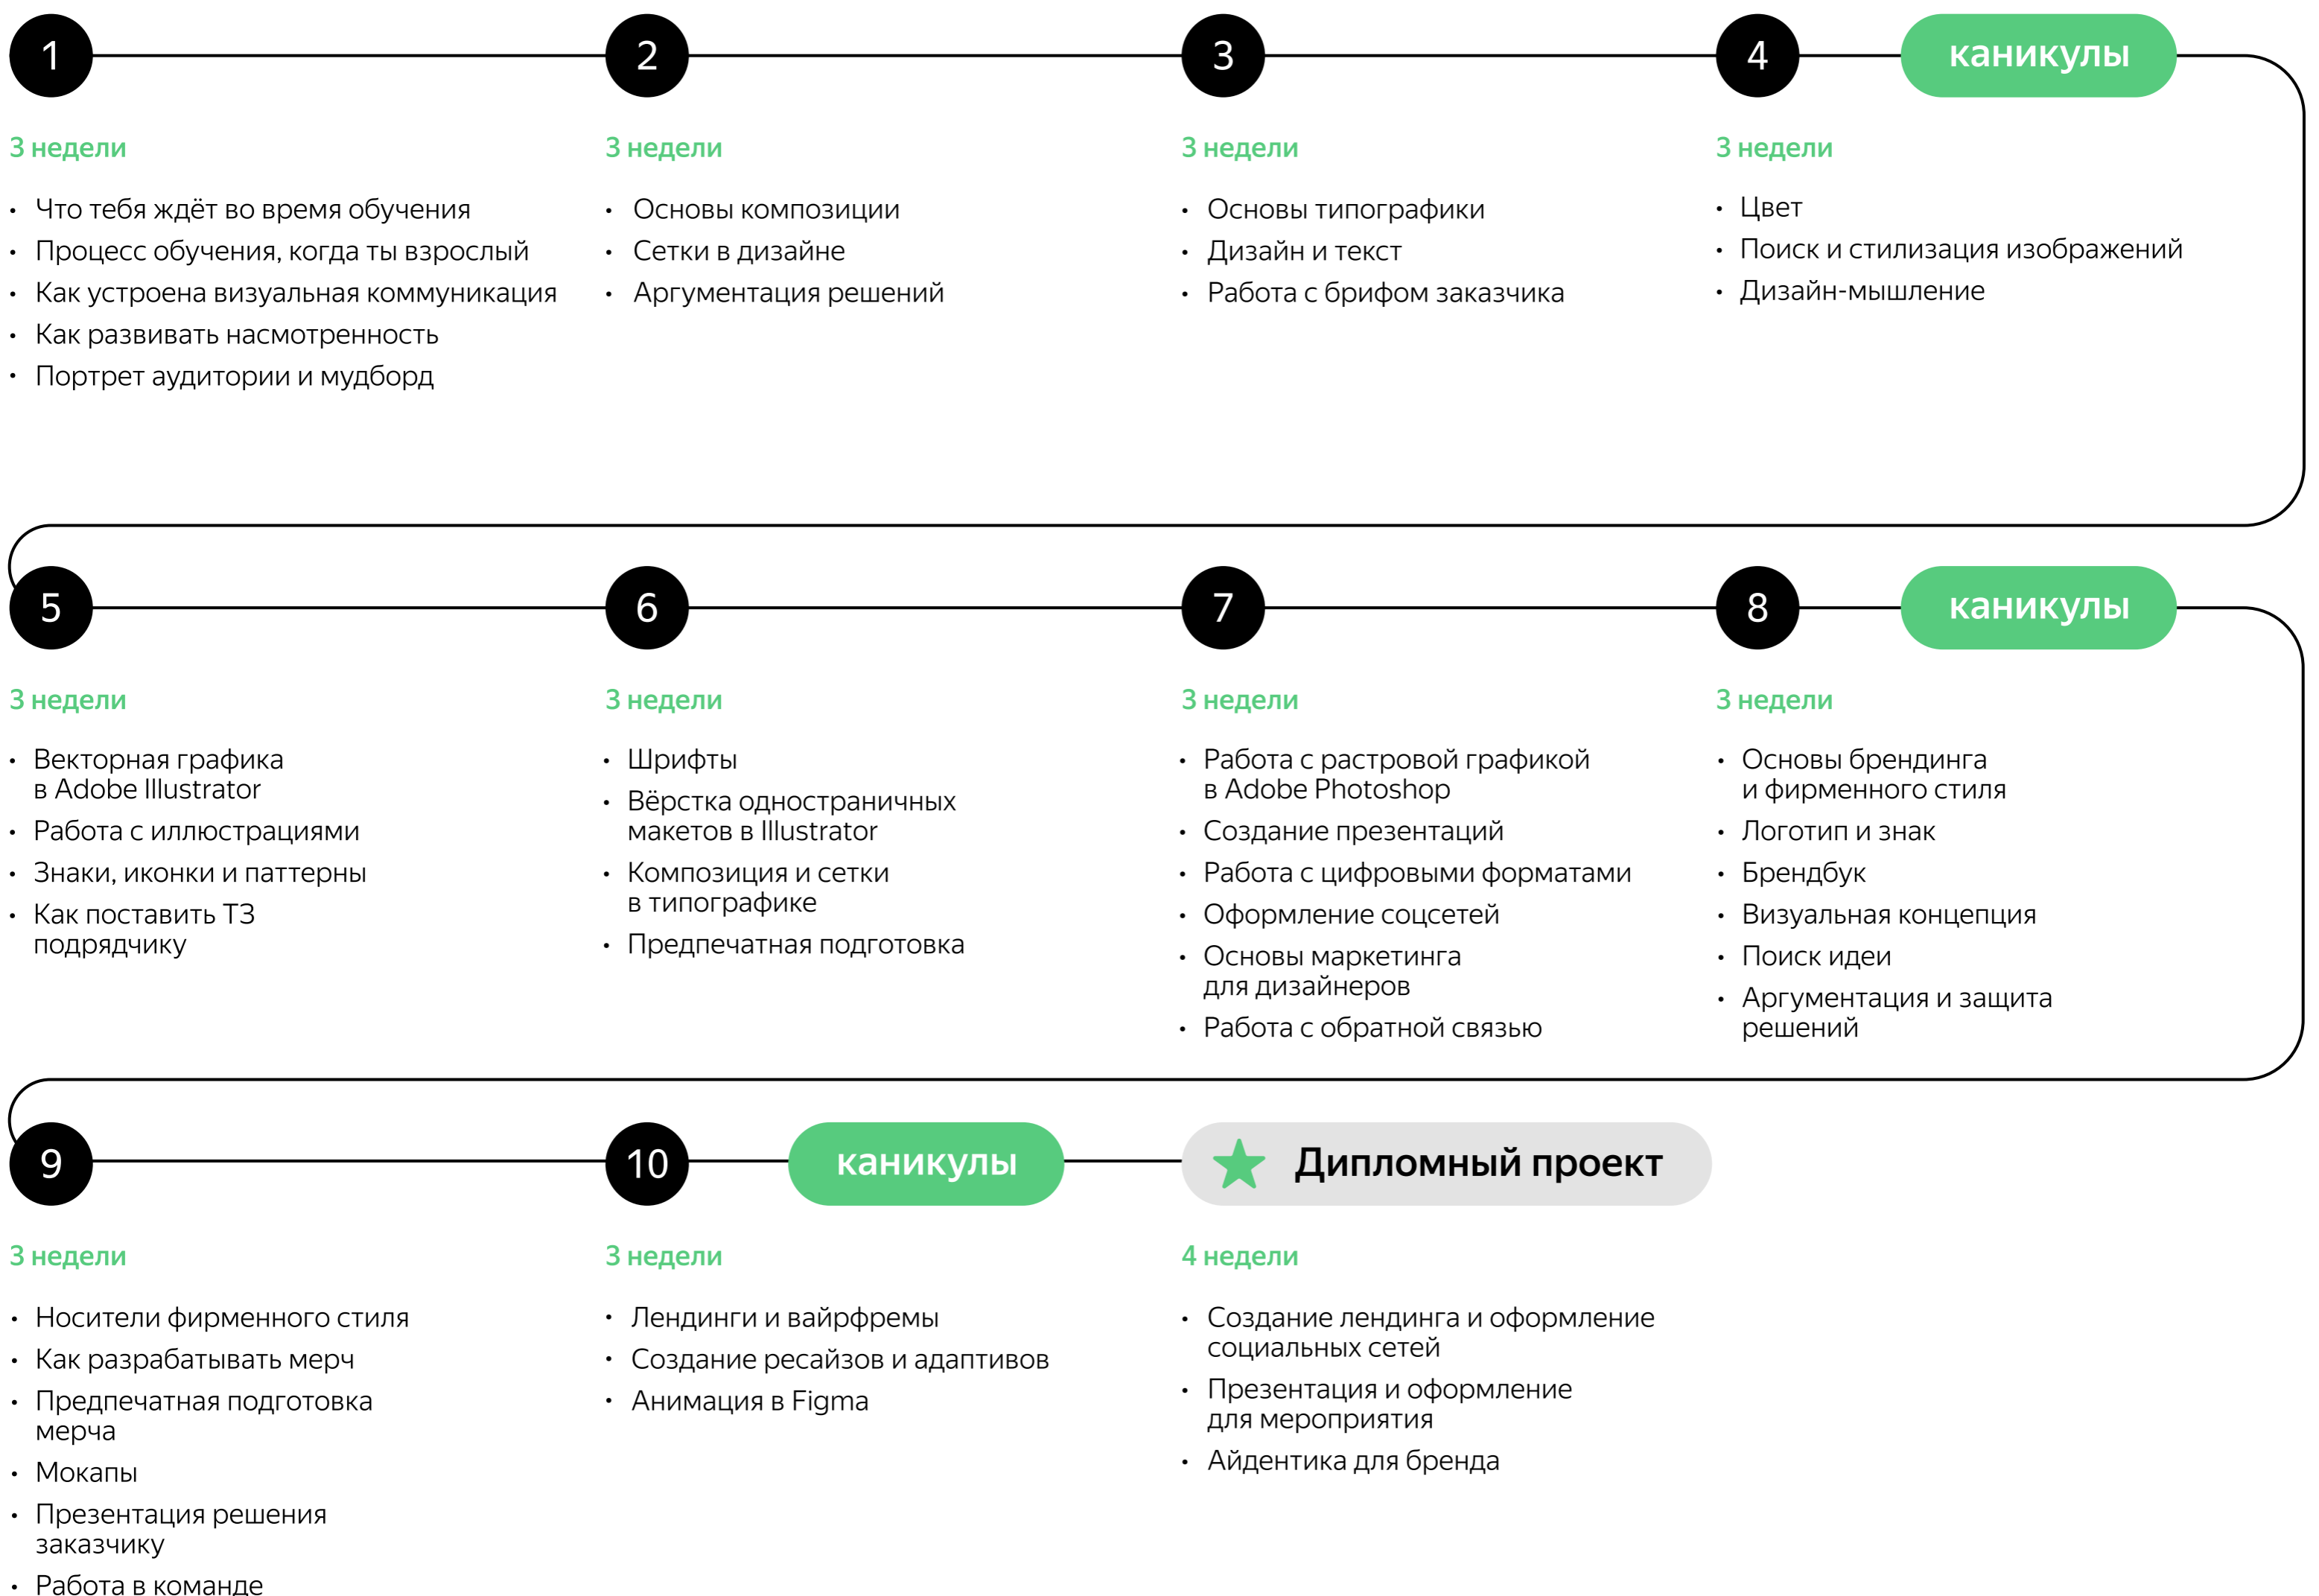 1
3 недели
• Что тебя ждёт во время обучения
• Процесс обучения, когда ты взрослый
• Как устроена визуальная коммуникация
• Как развивать насмотренность
• Портрет аудитории и мудборд
2
3 недели
• Основы композиции
• Сетки в дизайне
• Аргументация решений
3
3 недели
• Основы типографики
• Дизайн и текст
• Работа с брифом заказчика
4
3 недели
• Цвет
• Поиск и стилизация изображений
• Дизайн-мышление
каникулы
5
3 недели
• Векторная графика
в Adobe Illustrator
• Работа с иллюстрациями
• Знаки, иконки и паттерны
• Как поставить ТЗ
подрядчику
6
3 недели
• Шрифты
• Вёрстка одностраничных
макетов в Illustrator
• Композиция и сетки
в типографике
• Предпечатная подготовка
7
3 недели
• Работа с растровой графикой
в Adobe Photoshop
• Создание презентаций
• Работа с цифровыми форматами
• Оформление соцсетей
• Основы маркетинга
для дизайнеров
• Работа с обратной связью
8
3 недели
• Основы брендинга
и фирменного стиля
• Логотип и знак
• Брендбук
• Визуальная концепция
• Поиск идеи
• Аргументация и защита
решений
каникулы
9
3 недели
• Носители фирменного стиля
• Как разрабатывать мерч
• Предпечатная подготовка
мерча
• Мокапы
• Презентация решения
заказчику
• Работа в команде
10
3 недели
• Лендинги и вайрфремы
• Создание ресайзов и адаптивов
• Анимация в Figma
каникулы
Дипломный проект
4 недели
• Создание лендинга и оформление
социальных сетей
• Презентация и оформление
для мероприятия
• Айдентика для бренда